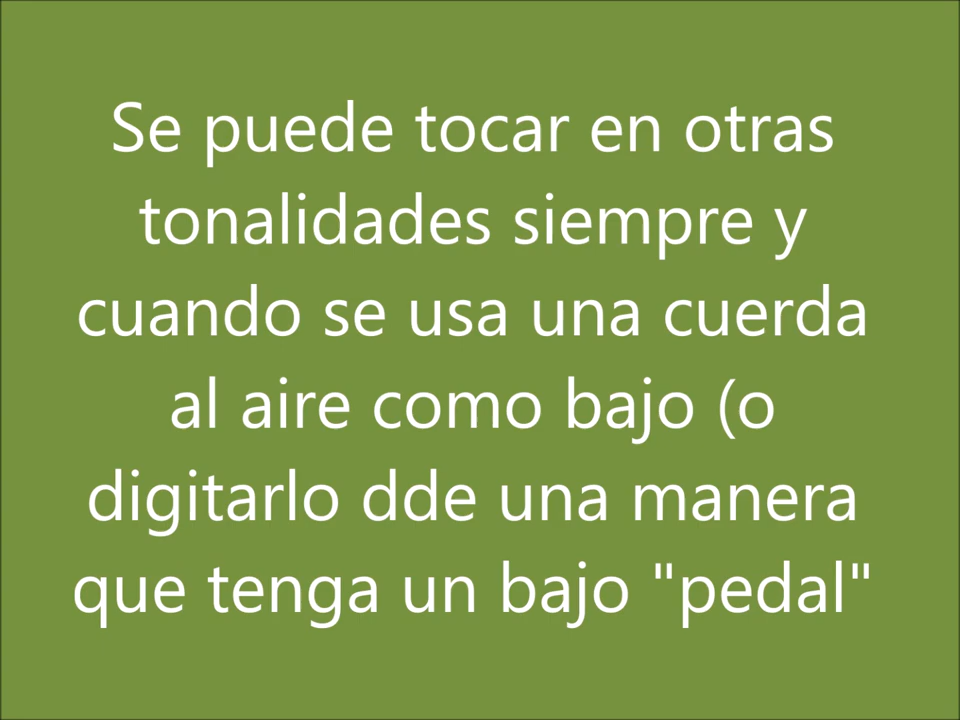 Se puede tocar en otras
tonalidades siempre y
cuando se usa una cuerda
al aire como bajo (o
digitarlo dde una manera
que tenga un bajo "pedal"